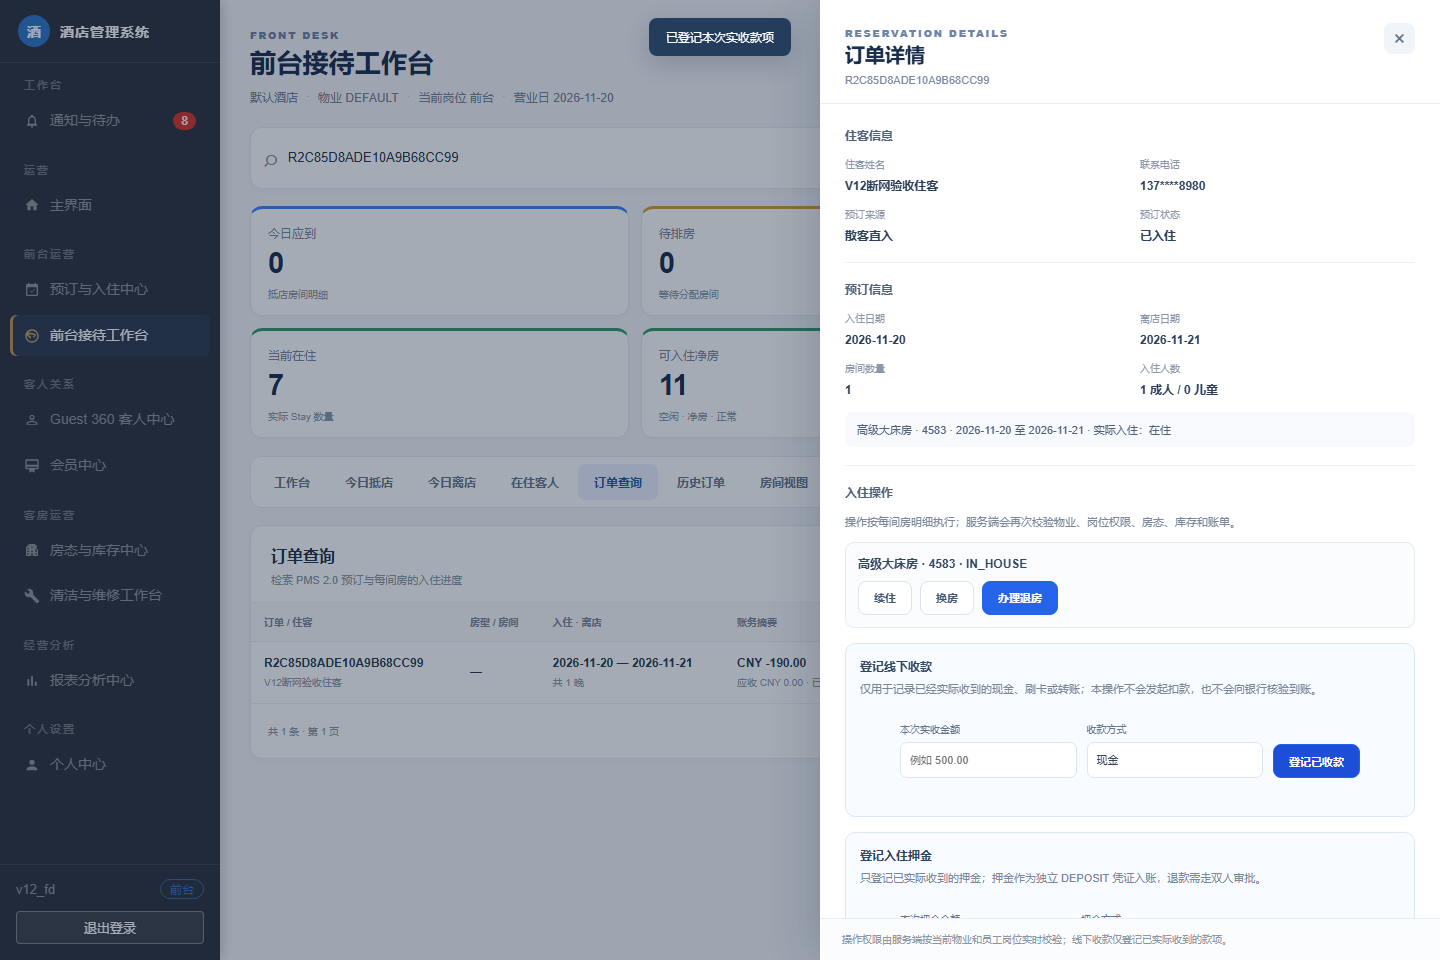 酒 酒店管理系统
工作台
通知与待办 8
运营
主界面
前台运营
预订与入住中心
前台接待工作台
客人关系
Guest 360 客人中心
会员中心
客房运营
房态与库存中心
清洁与维修工作台
经营分析
报表分析中心
个人设置
个人中心
v12_fd 前台
退出登录
FRONT DESK
前台接待工作台
默认酒店 · 物业 DEFAULT · 当前岗位 前台 · 营业日 2026-11-20
已登记本次实收款项
R2C85D8ADE10A9B68CC99
今日应到
0
抵店房间明细
待排房
0
等待分配房间
当前在住
7
实际 Stay 数量
可入住净房
11
空闲 · 净房 · 正常
工作台 今日抵店 今日离店 在住客人 订单查询 历史订单 房间视图
订单查询
检索 PMS 2.0 预订与每间房的入住进度
订单 / 住客 房型 / 房间 入住 · 离店 账务摘要
R2C85D8ADE10A9B68CC99 — 2026-11-20 — 2026-11-21 CNY -190.00
V12断网验收住客 共 1 晚 应收 CNY 0.00 · 已
共 1 条 · 第 1 页
RESERVATION DETAILS
订单详情
R2C85D8ADE10A9B68CC99
住客信息
住客姓名 联系电话
V12断网验收住客 137****8980
预订来源 预订状态
散客直入 已入住
预订信息
入住日期 离店日期
2026-11-20 2026-11-21
房间数量 入住人数
1 1 成人 / 0 儿童
高级大床房 · 4583 · 2026-11-20 至 2026-11-21 · 实际入住：在住
入住操作
操作按每间房明细执行；服务端会再次校验物业、岗位权限、房态、库存和账单。
高级大床房 · 4583 · IN_HOUSE
续住 换房 办理退房
登记线下收款
仅用于记录已经实际收到的现金、刷卡或转账；本操作不会发起扣款，也不会向银行核验到账。
本次实收金额 收款方式
例如 500.00 现金 登记已收款
登记入住押金
只登记已实际收到的押金；押金作为独立 DEPOSIT 凭证入账，退款需走双人审批。
本次押金金额 押金方式
操作权限由服务端按当前物业和员工岗位实时校验；线下收款仅登记已实际收到的款项。